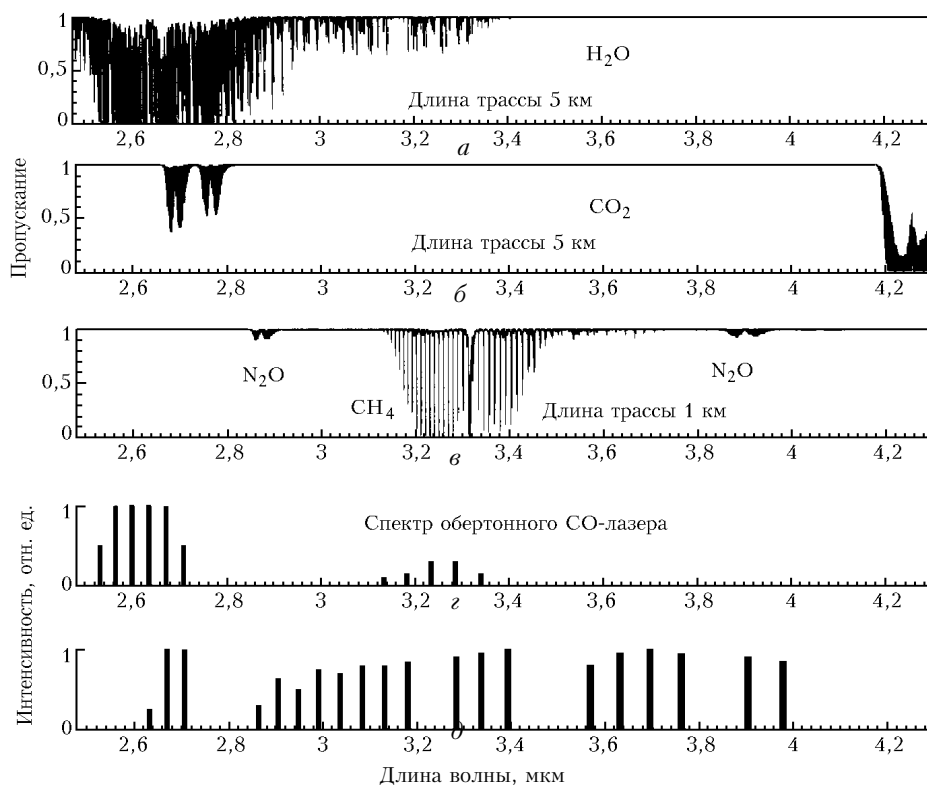 1
0,5
0
H₂O
Длина трассы 5 км
2,6 2,8 3 3,2 3,4 3,6 3,8 4 4,2
а
Пропускание
1
0,5
0
CO₂
Длина трассы 5 км
2,6 2,8 3 3,2 3,4 3,6 3,8 4 4,2
б
1
0,5
0
N₂O
CH₄
N₂O
Длина трассы 1 км
2,6 2,8 3 3,2 3,4 3,6 3,8 4 4,2
в
Интенсивность, отн. ед.
1
0
Спектр обертонного СО-лазера
2,6 2,8 3 3,2 3,4 3,6 3,8 4 4,2
г
1
0
2,6 2,8 3 3,2 3,4 3,6 3,8 4 4,2
д
Длина волны, мкм